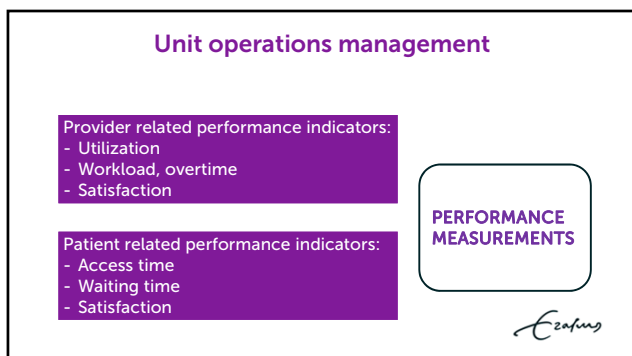 Unit operations management
Provider related performance indicators:
- Utilization
- Workload, overtime
- Satisfaction
Patient related performance indicators:
- Access time
- Waiting time
- Satisfaction
PERFORMANCE
MEASUREMENTS
Erasmus